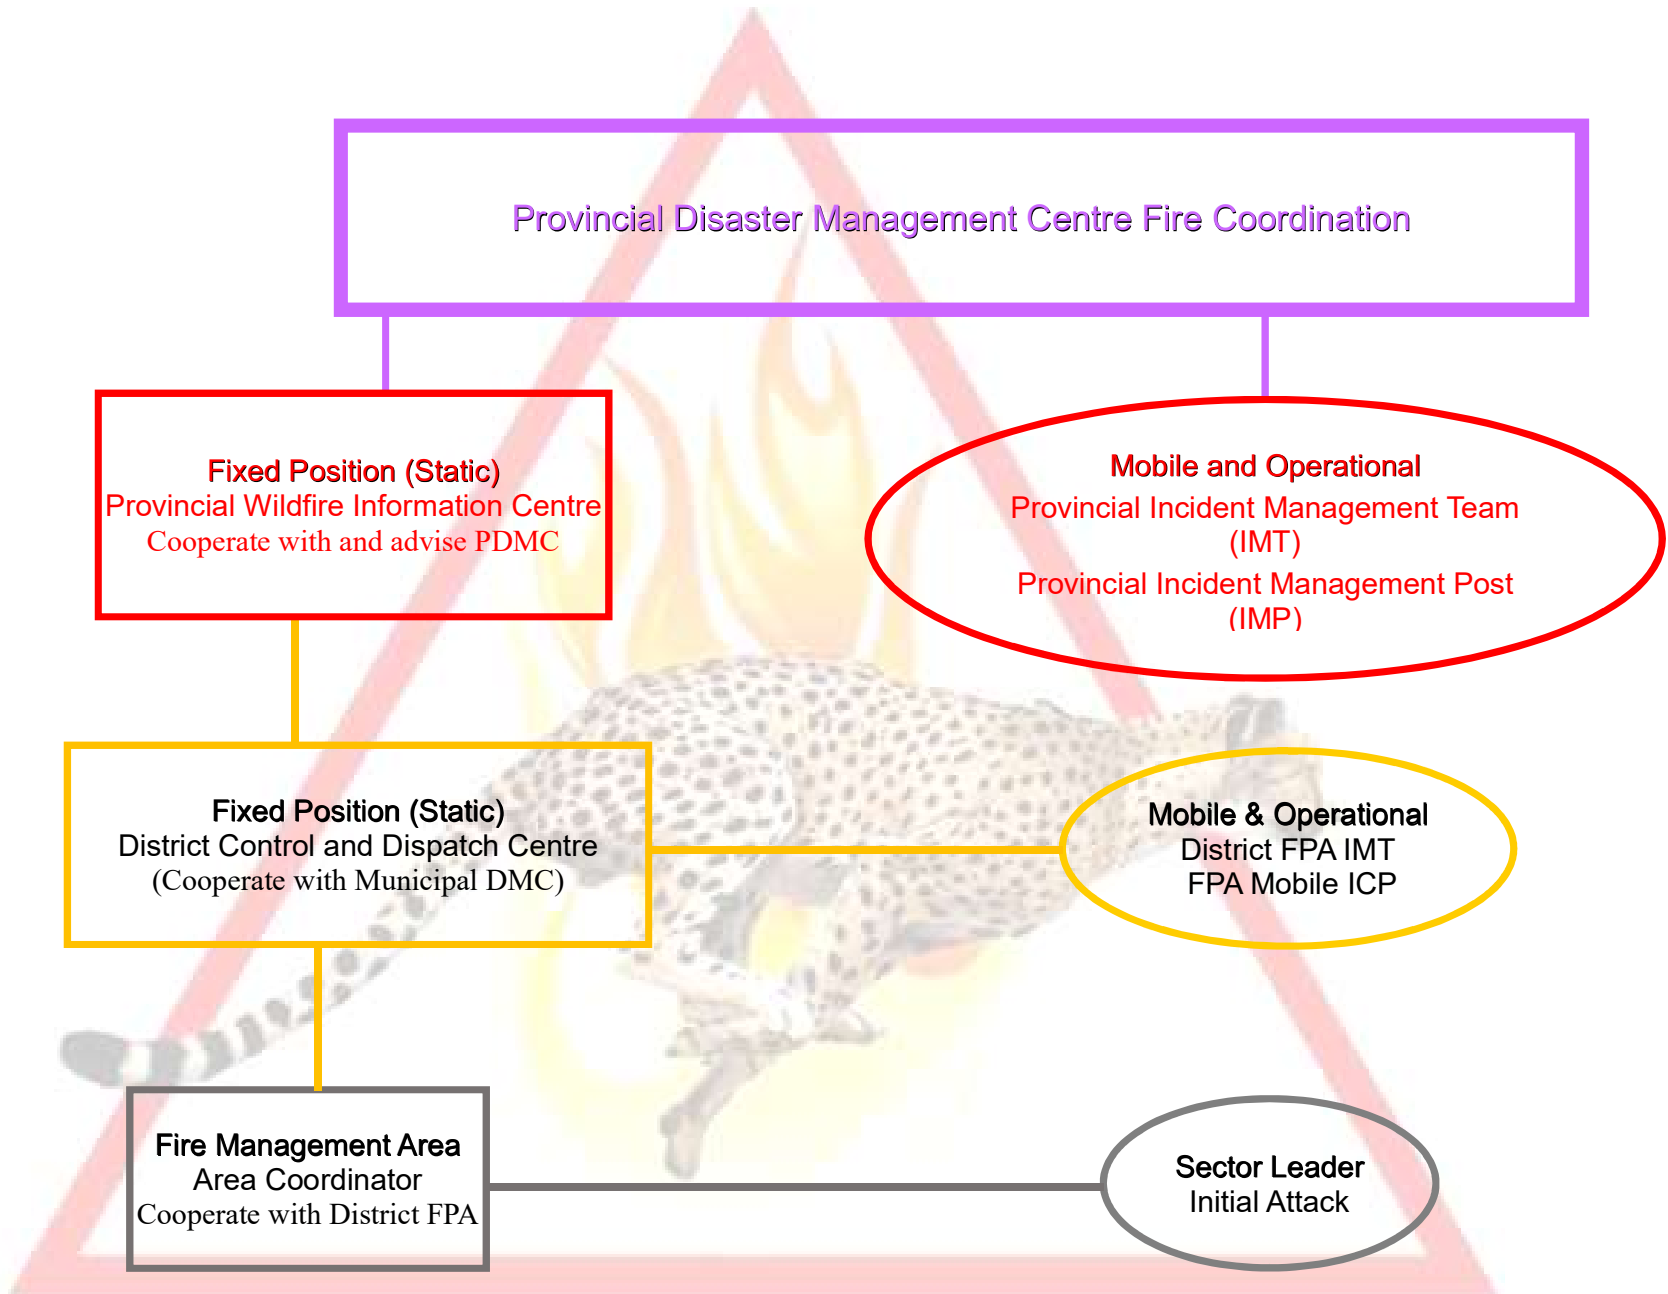 Provincial Disaster Management Centre Fire Coordination
Fixed Position (Static)
Provincial Wildfire Information Centre
Cooperate with and advise PDMC
Mobile and Operational
Provincial Incident Management Team
(IMT)
Provincial Incident Management Post
(IMP)
Fixed Position (Static)
District Control and Dispatch Centre
(Cooperate with Municipal DMC)
Mobile & Operational
District FPA IMT
FPA Mobile ICP
Fire Management Area
Area Coordinator
Cooperate with District FPA
Sector Leader
Initial Attack